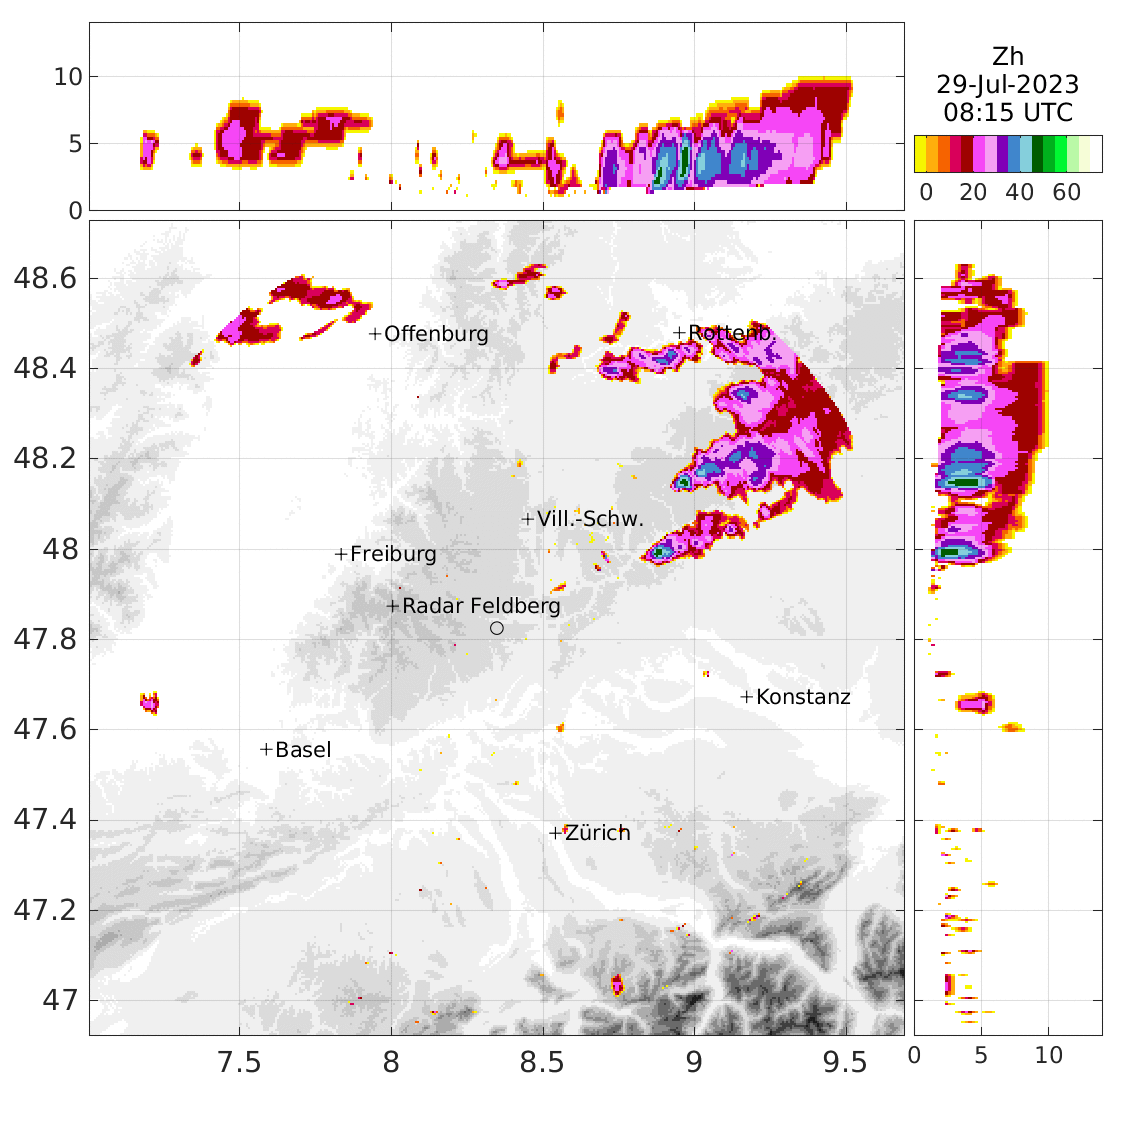 Zh
29-Jul-2023
08:15 UTC
0 20 40 60
10
5
0
48.6
48.4
48.2
48
47.8
47.6
47.4
47.2
47
Offenburg
Rottenb
Vill.-Schw.
Freiburg
Radar Feldberg
Konstanz
Basel
Zürich
7.5 8 8.5 9 9.5
0 5 10